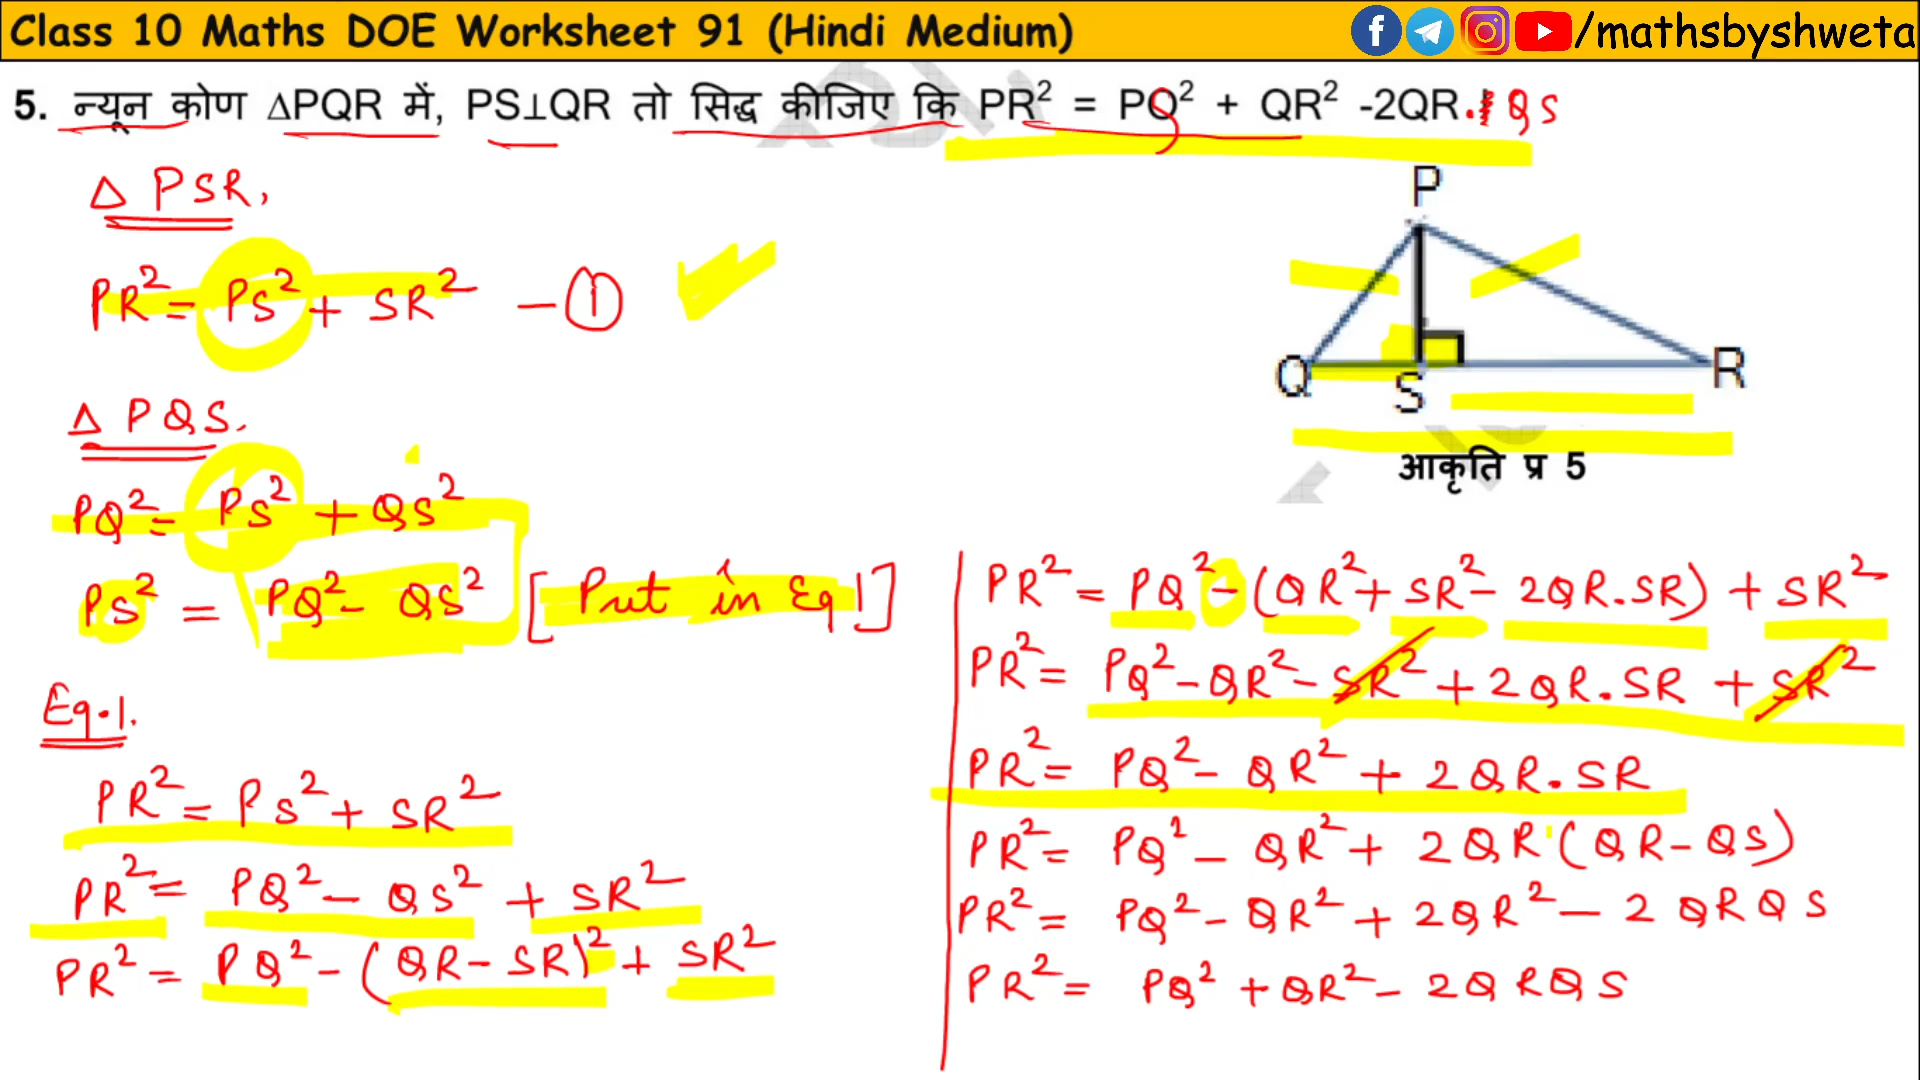 Class 10 Maths DOE Worksheet 91 (Hindi Medium)
/mathsbyshweta
5. न्यून कोण ΔPQR में, PS⊥QR तो सिद्ध कीजिए कि PR² = PQ² + QR² -2QR.QS
Δ PSR,
PR² = PS² + SR² - ①
Δ PQS,
PQ² = PS² + QS²
PS² = PQ² - QS² [Put in Eq 1]
Eq.1.
PR² = PS² + SR²
PR² = PQ² - QS² + SR²
PR² = PQ² - (QR - SR)² + SR²
P
Q
S
R
आकृति प्र 5
PR² = PQ² - (QR² + SR² - 2QR.SR) + SR²
PR² = PQ² - QR² - SR² + 2QR.SR + SR²
PR² = PQ² - QR² + 2QR.SR
PR² = PQ² - QR² + 2QR (QR - QS)
PR² = PQ² - QR² + 2QR² - 2QRQS
PR² = PQ² + QR² - 2QRQS